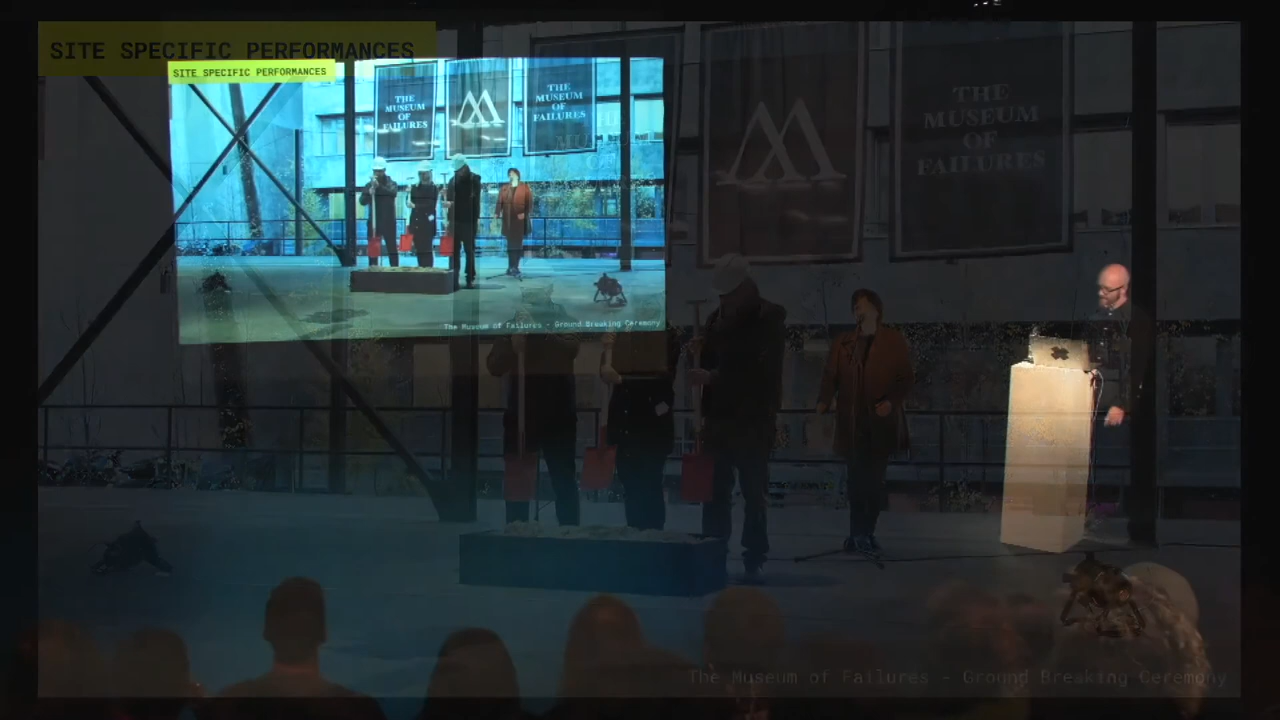 SITE SPECIFIC PERFORMANCES
SITE SPECIFIC PERFORMANCES
THE
MUSEUM
OF
FAILURES
THE
MUSEUM
OF
FAILURES
The Museum of Failures - Ground Breaking Ceremony
THE
MUSEUM
OF
FAILURES
The Museum of Failures - Ground Breaking Ceremony